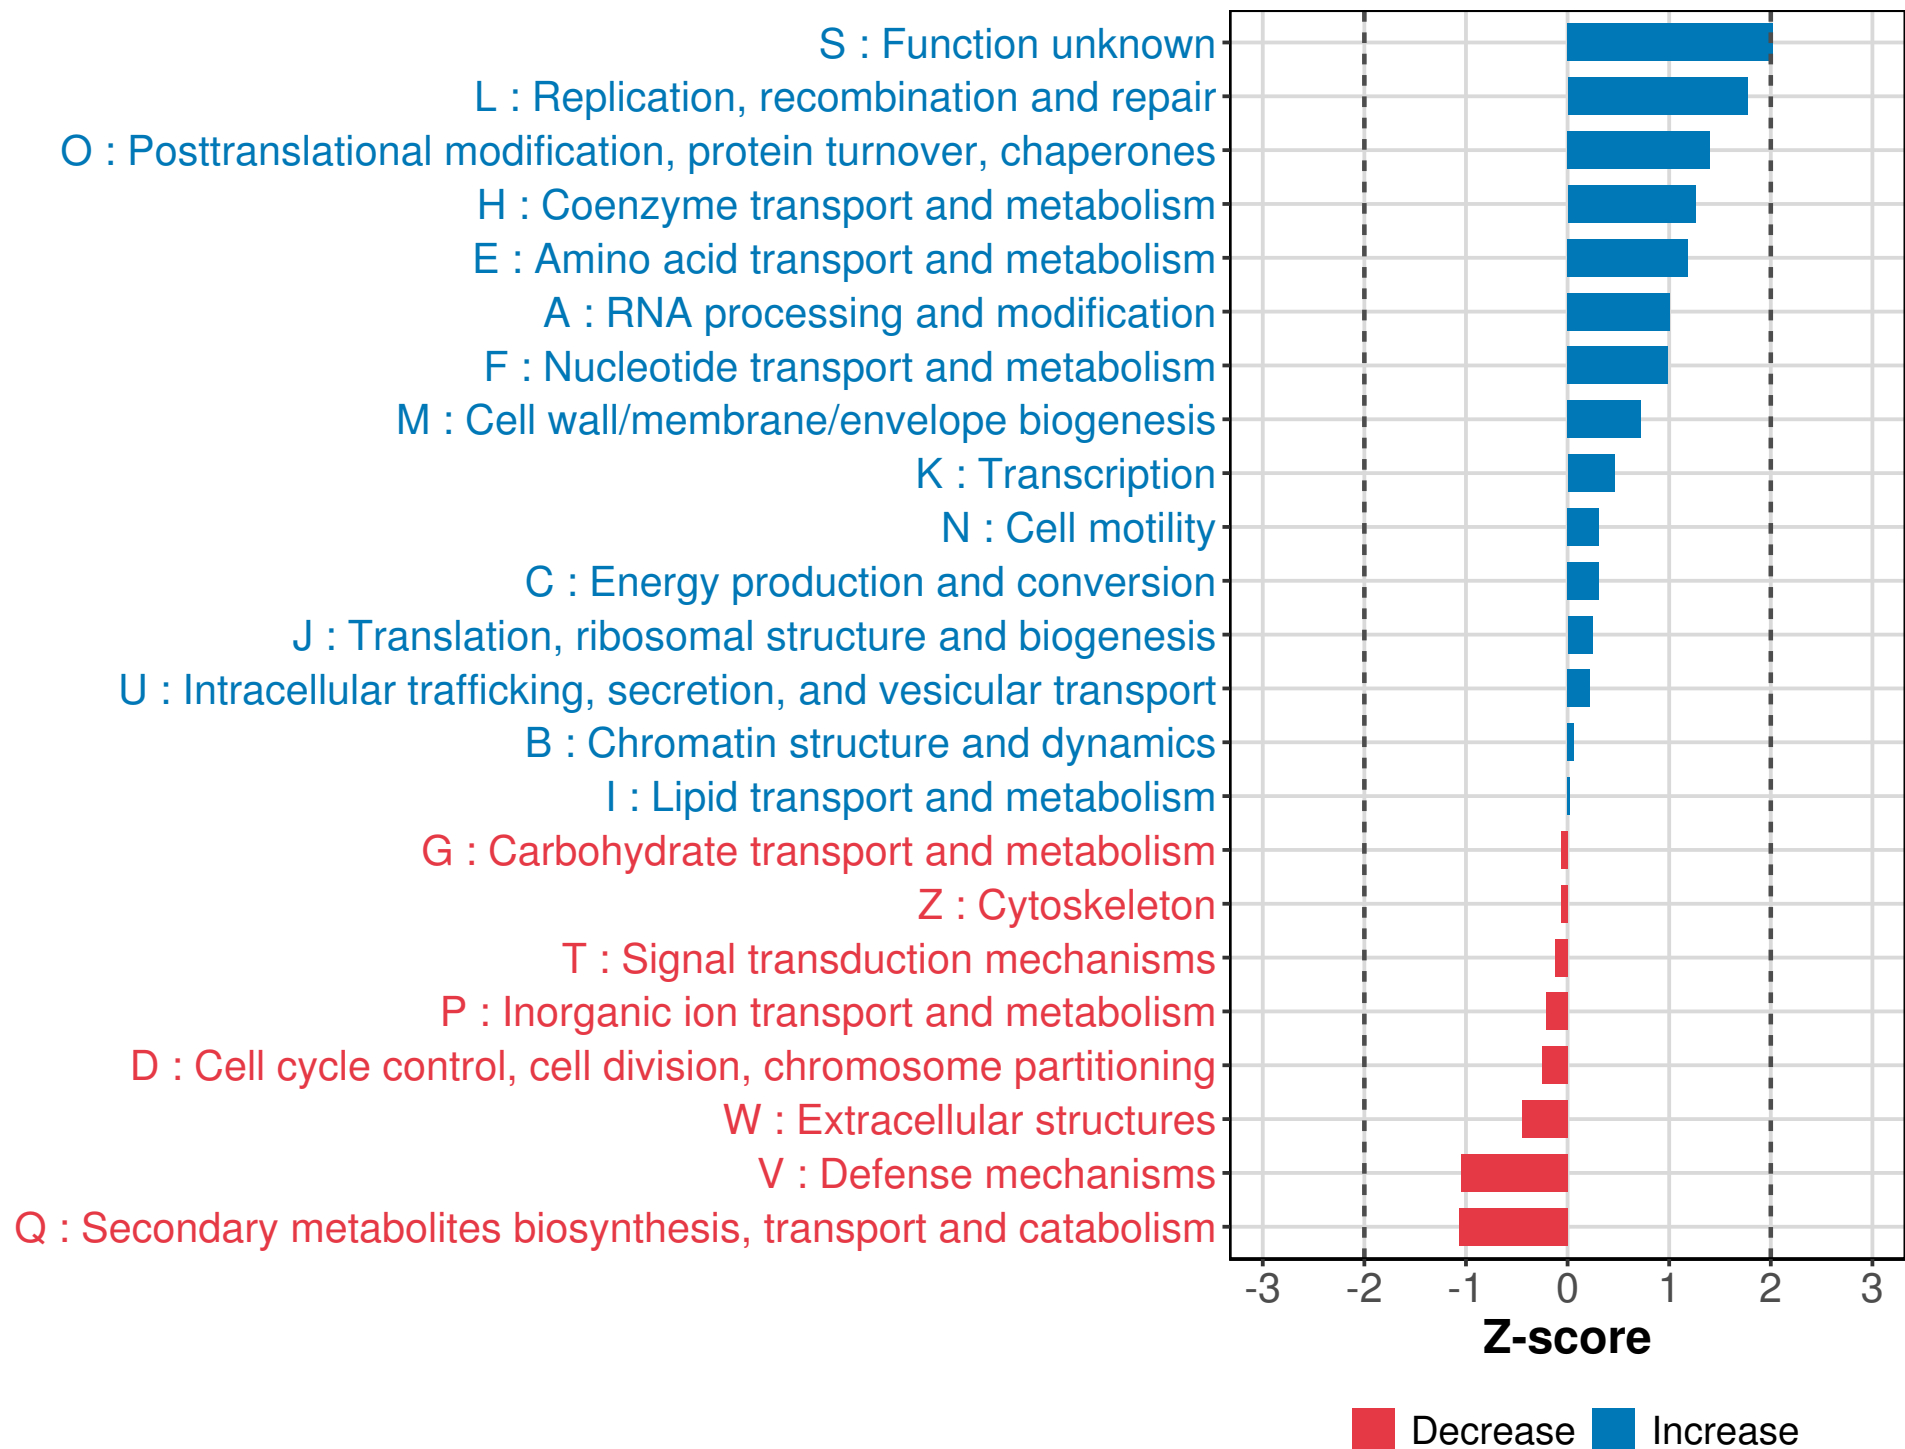 S : Function unknown
L : Replication, recombination and repair
O : Posttranslational modification, protein turnover, chaperones
H : Coenzyme transport and metabolism
E : Amino acid transport and metabolism
A : RNA processing and modification
F : Nucleotide transport and metabolism
M : Cell wall/membrane/envelope biogenesis
K : Transcription
N : Cell motility
C : Energy production and conversion
J : Translation, ribosomal structure and biogenesis
U : Intracellular trafficking, secretion, and vesicular transport
B : Chromatin structure and dynamics
I : Lipid transport and metabolism
G : Carbohydrate transport and metabolism
Z : Cytoskeleton
T : Signal transduction mechanisms
P : Inorganic ion transport and metabolism
D : Cell cycle control, cell division, chromosome partitioning
W : Extracellular structures
V : Defense mechanisms
Q : Secondary metabolites biosynthesis, transport and catabolism
-3 -2 -1 0 1 2 3
Z-score
Decrease Increase